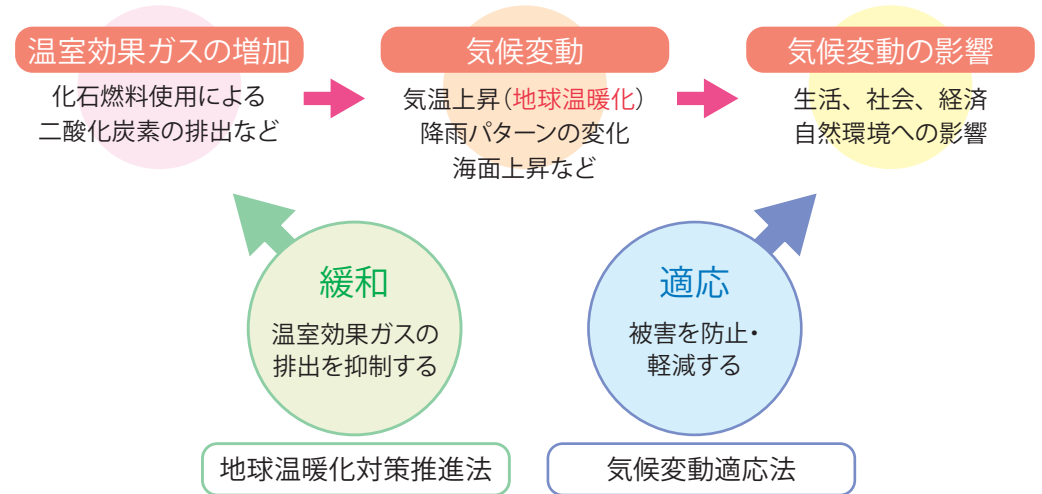 温室効果ガスの増加
化石燃料使用による
二酸化炭素の排出など
気候変動
気温上昇（地球温暖化）
降雨パターンの変化
海面上昇など
気候変動の影響
生活、社会、経済
自然環境への影響
緩和
温室効果ガスの
排出を抑制する
地球温暖化対策推進法
適応
被害を防止・
軽減する
気候変動適応法